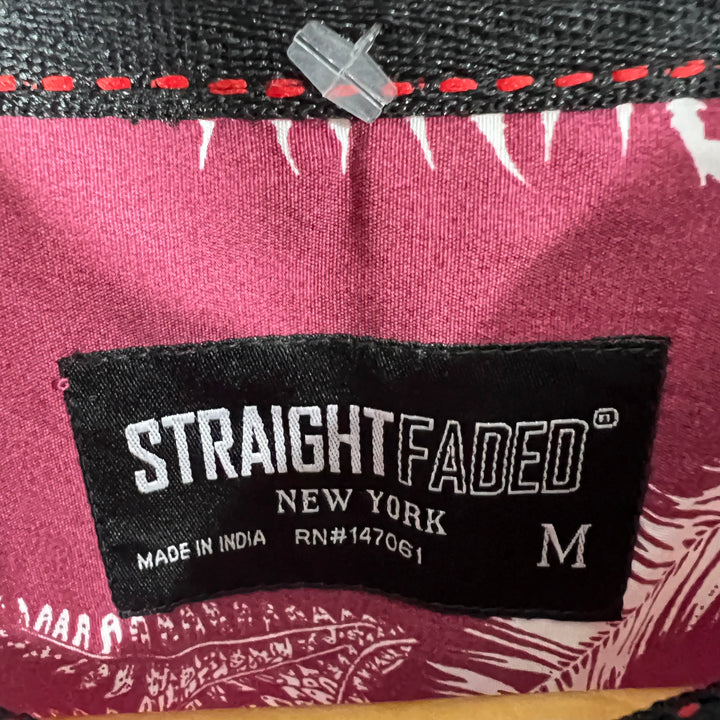 STRAIGHTFADED®
NEW YORK
MADE IN INDIA RN#147061
M